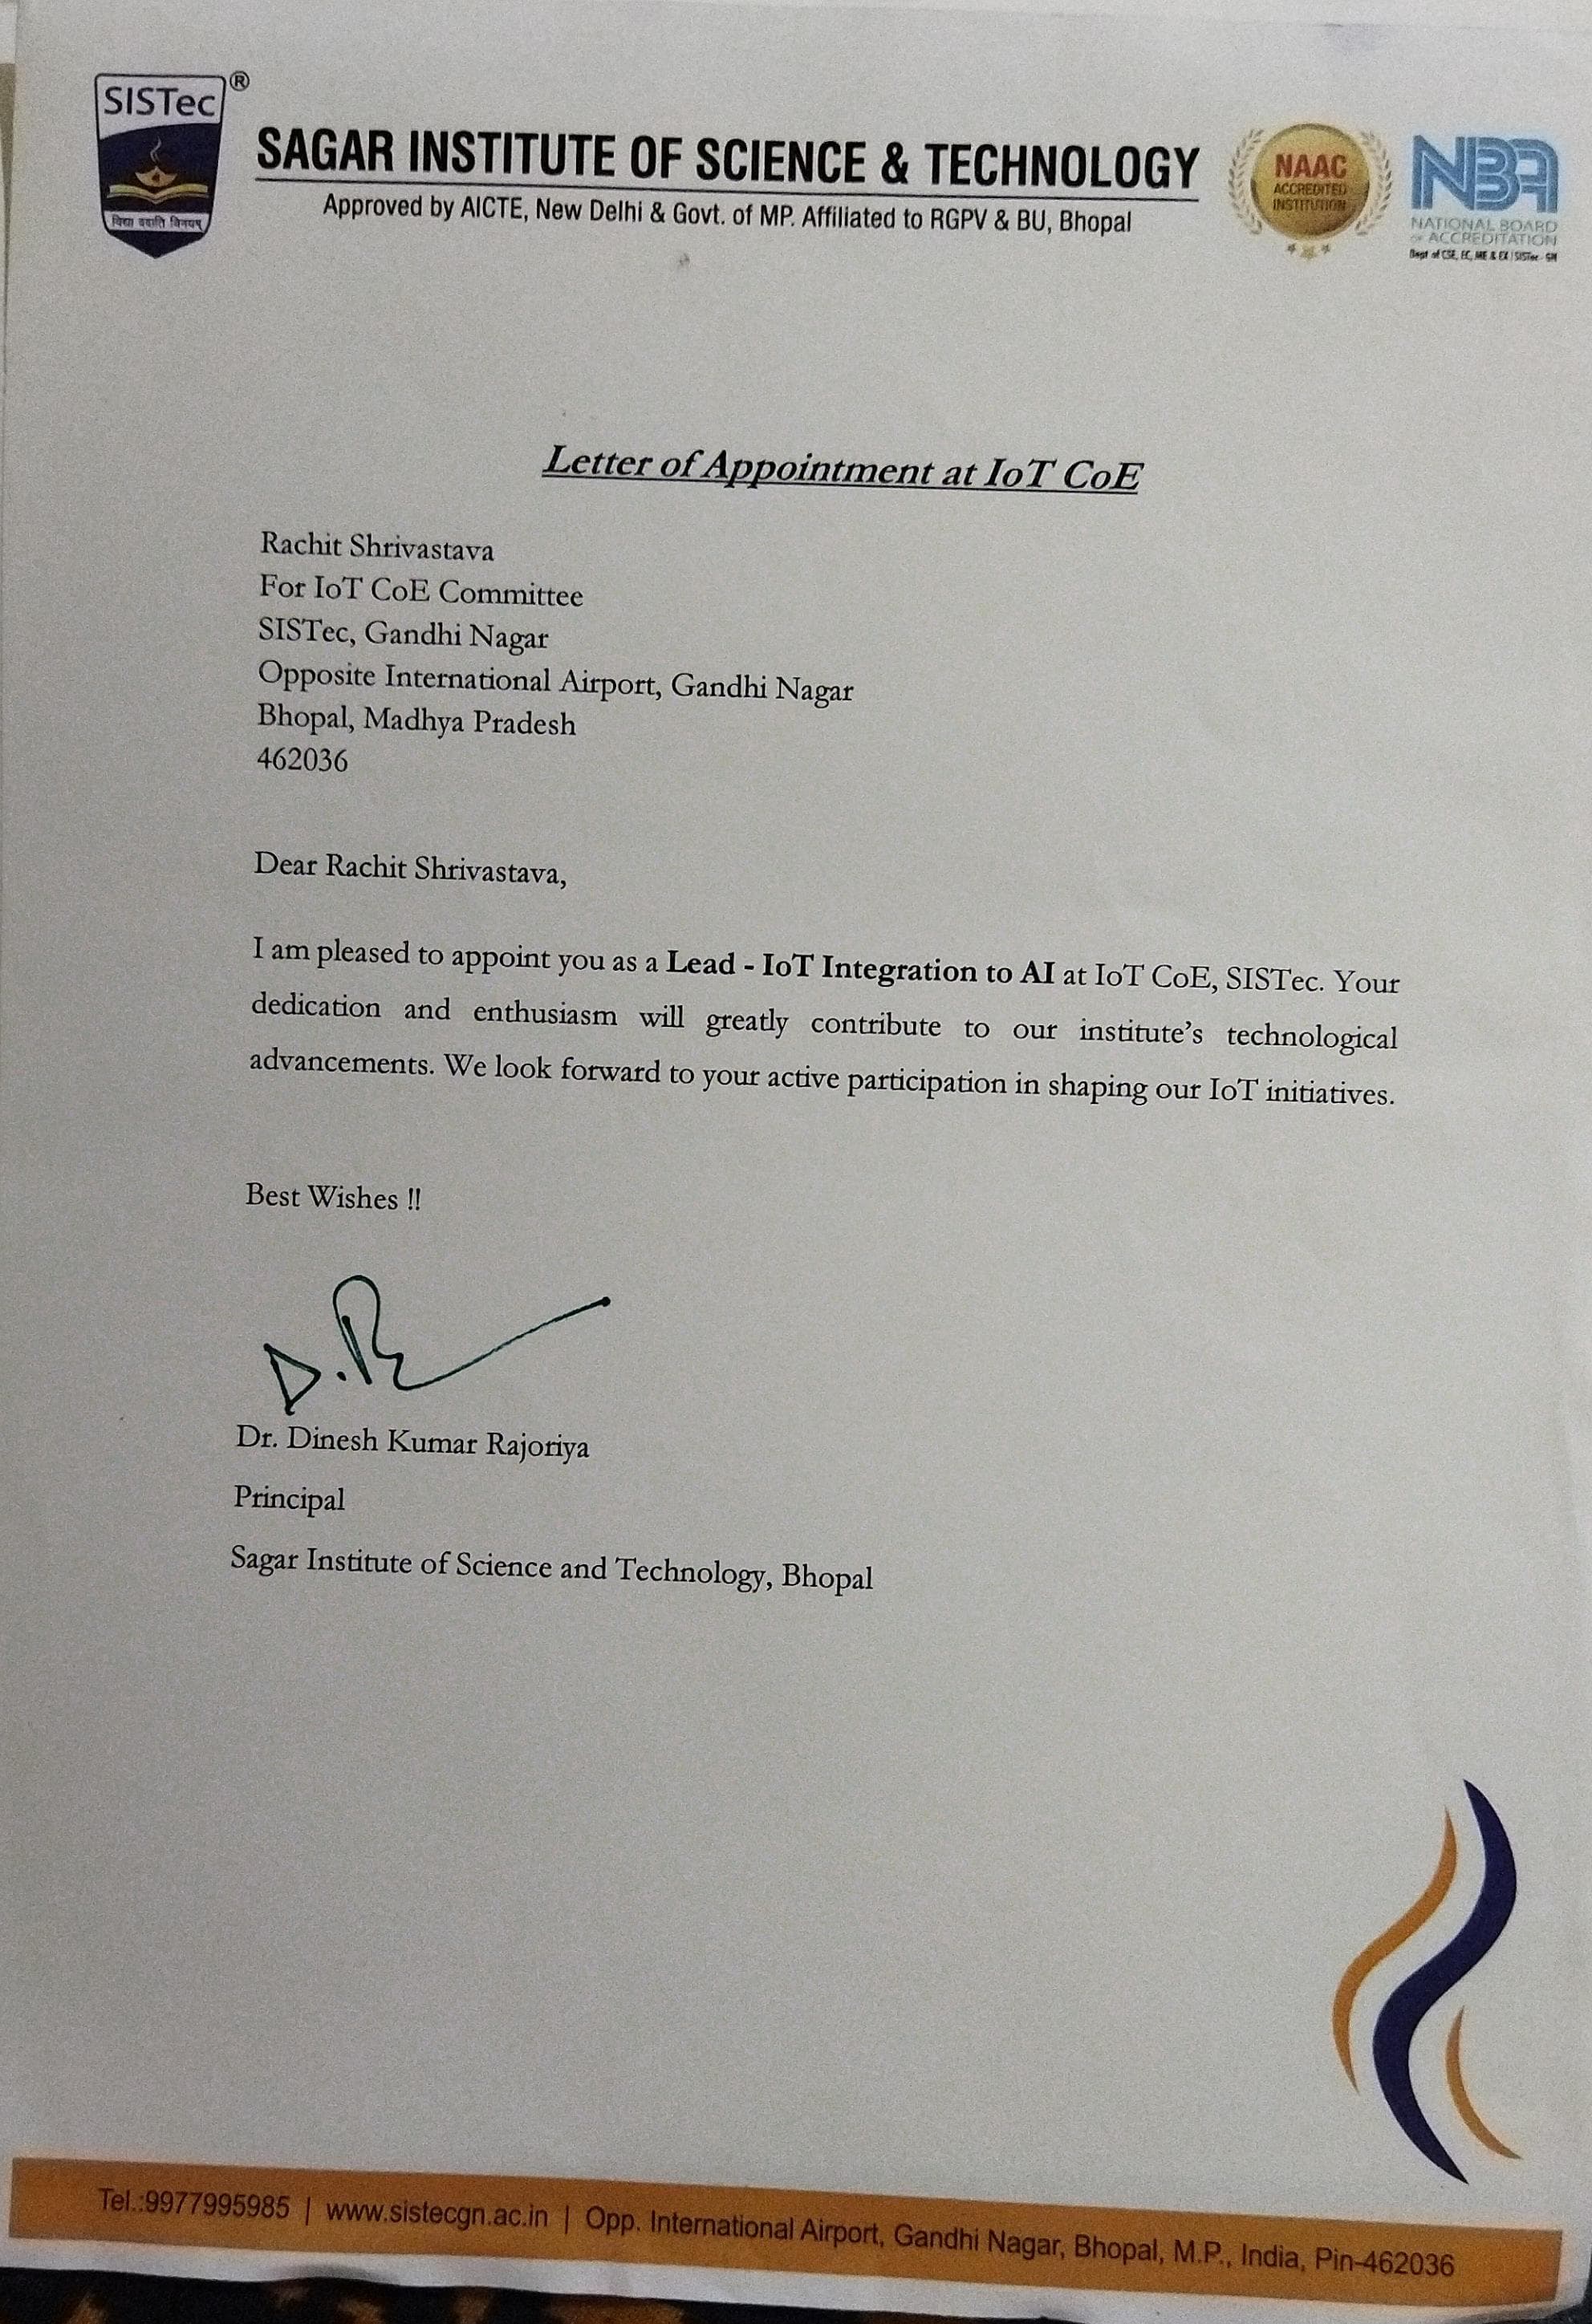 SISTec ®
विद्या ददाति विनयम्
SAGAR INSTITUTE OF SCIENCE & TECHNOLOGY
Approved by AICTE, New Delhi & Govt. of MP. Affiliated to RGPV & BU, Bhopal
NAAC
ACCREDITED
INSTITUTION
NBA
NATIONAL BOARD
OF ACCREDITATION
Dept of CSE, EC, ME & EX | SISTec - GN
Letter of Appointment at IoT CoE
Rachit Shrivastava
For IoT CoE Committee
SISTec, Gandhi Nagar
Opposite International Airport, Gandhi Nagar
Bhopal, Madhya Pradesh
462036
Dear Rachit Shrivastava,
I am pleased to appoint you as a Lead - IoT Integration to AI at IoT CoE, SISTec. Your
dedication and enthusiasm will greatly contribute to our institute's technological
advancements. We look forward to your active participation in shaping our IoT initiatives.
Best Wishes !!
D.R
Dr. Dinesh Kumar Rajoriya
Principal
Sagar Institute of Science and Technology, Bhopal
Tel.:9977995985 | www.sistecgn.ac.in | Opp. International Airport, Gandhi Nagar, Bhopal, M.P., India, Pin-462036